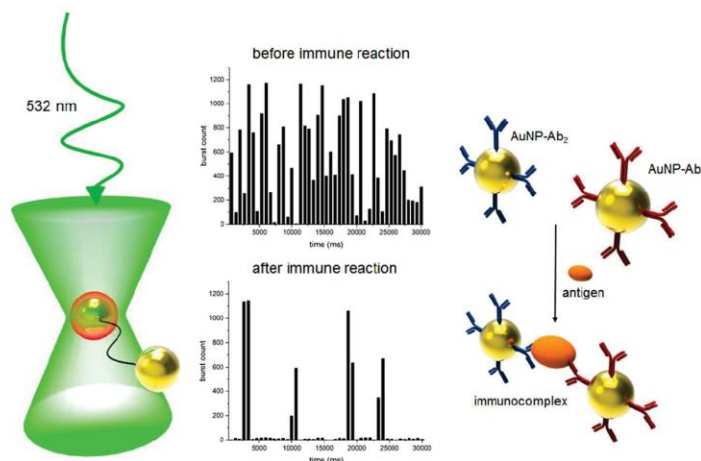 532 nm
before immune reaction
burst count
1200
1000
800
600
400
200
0
5000 10000 15000 20000 25000 30000
time (ms)
after immune reaction
burst count
1200
1000
800
600
400
200
0
5000 10000 15000 20000 25000 30000
time (ms)
AuNP-Ab₂
AuNP-Ab
antigen
immunocomplex